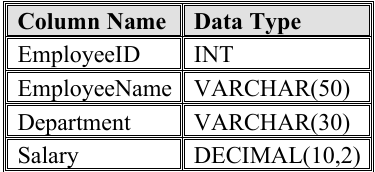 Column Name Data Type
EmployeeID INT
EmployeeName VARCHAR(50)
Department VARCHAR(30)
Salary DECIMAL(10,2)